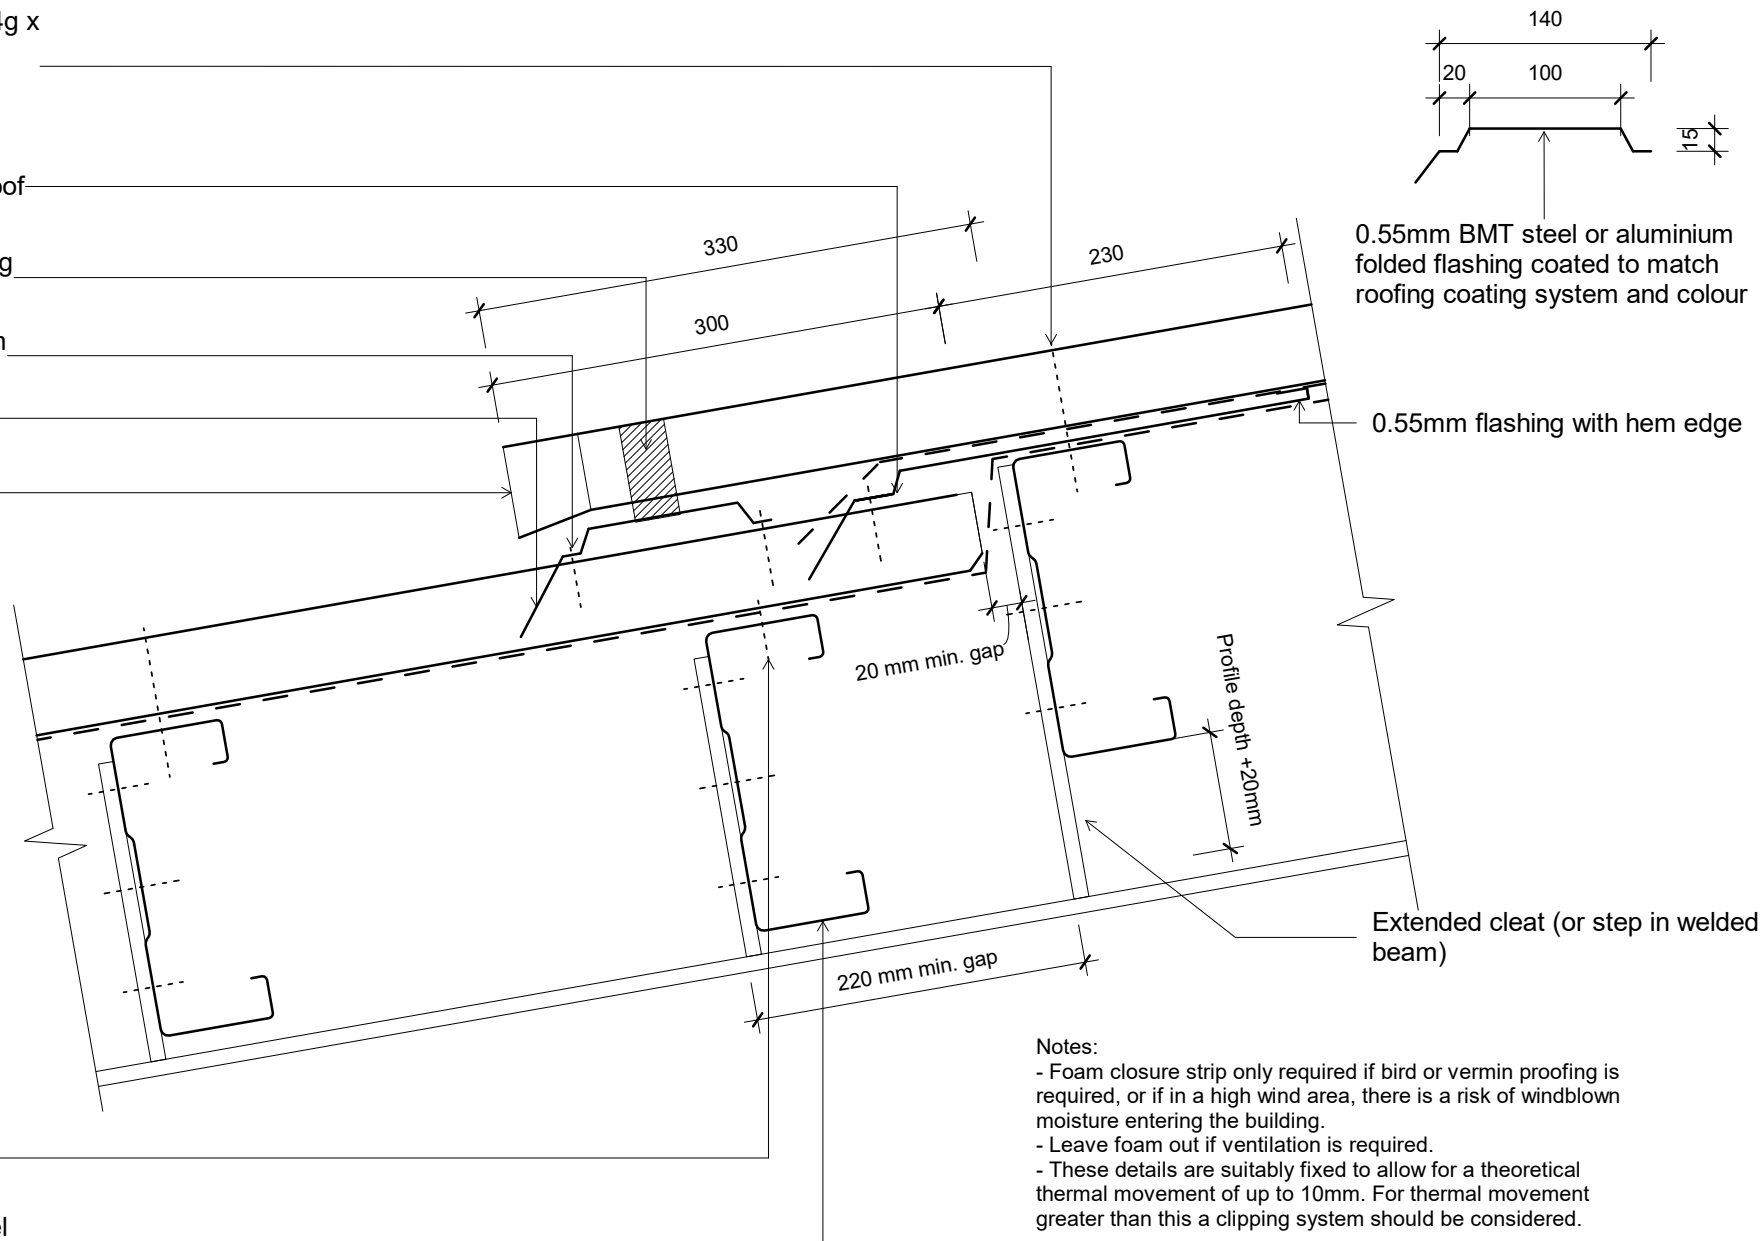 140
20
100
15
0.55mm BMT steel or aluminium
folded flashing coated to match
roofing coating system and colour
330
230
300
0.55mm flashing with hem edge
20 mm min. gap
Profile depth +20mm
Extended cleat (or step in welded
beam)
220 mm min. gap
Notes:
- Foam closure strip only required if bird or vermin proofing is
required, or if in a high wind area, there is a risk of windblown
moisture entering the building.
- Leave foam out if ventilation is required.
- These details are suitably fixed to allow for a theoretical
thermal movement of up to 10mm. For thermal movement
greater than this a clipping system should be considered.